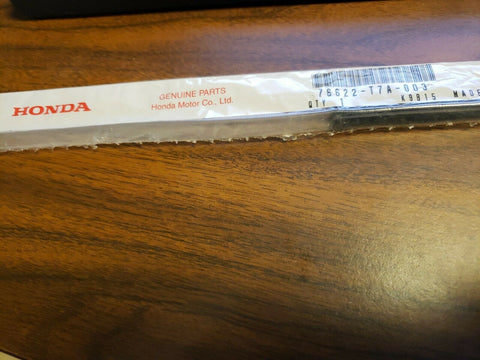 HONDA
GENUINE PARTS
Honda Motor Co., Ltd.
76622-T7A-003
QTY 1 K9815 MADE